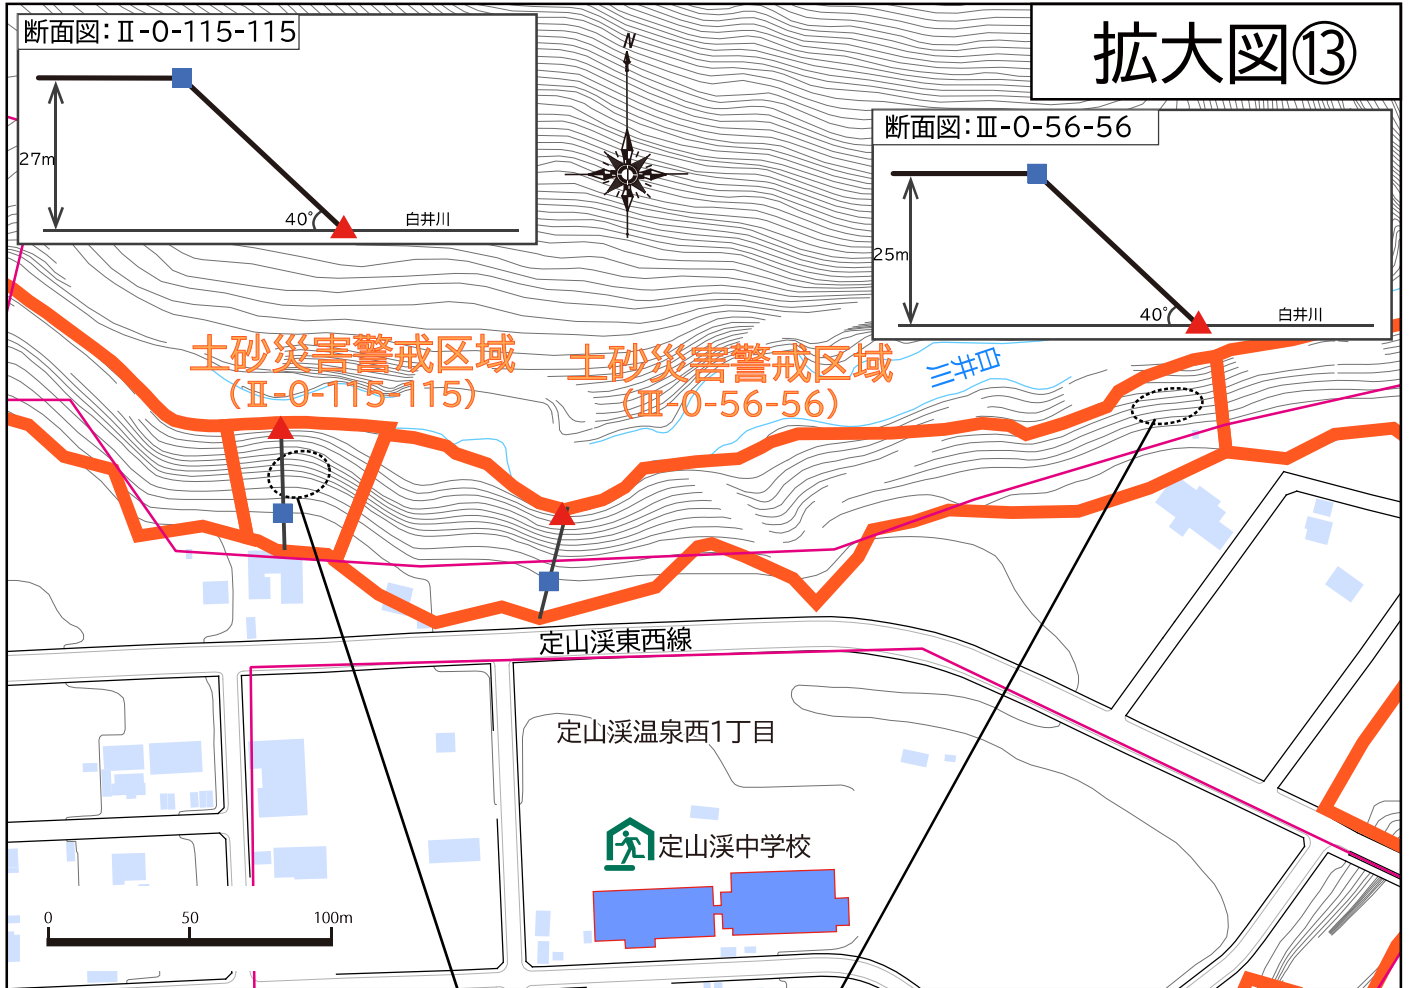 拡大図⑬
断面図:Ⅱ-0-115-115
27m
40°
白井川
N
断面図:Ⅲ-0-56-56
25m
40°
白井川
土砂災害警戒区域
(Ⅱ-0-115-115)
土砂災害警戒区域
(Ⅲ-0-56-56)
白井川
定山渓東西線
定山渓温泉西1丁目
定山渓中学校
0 50 100m